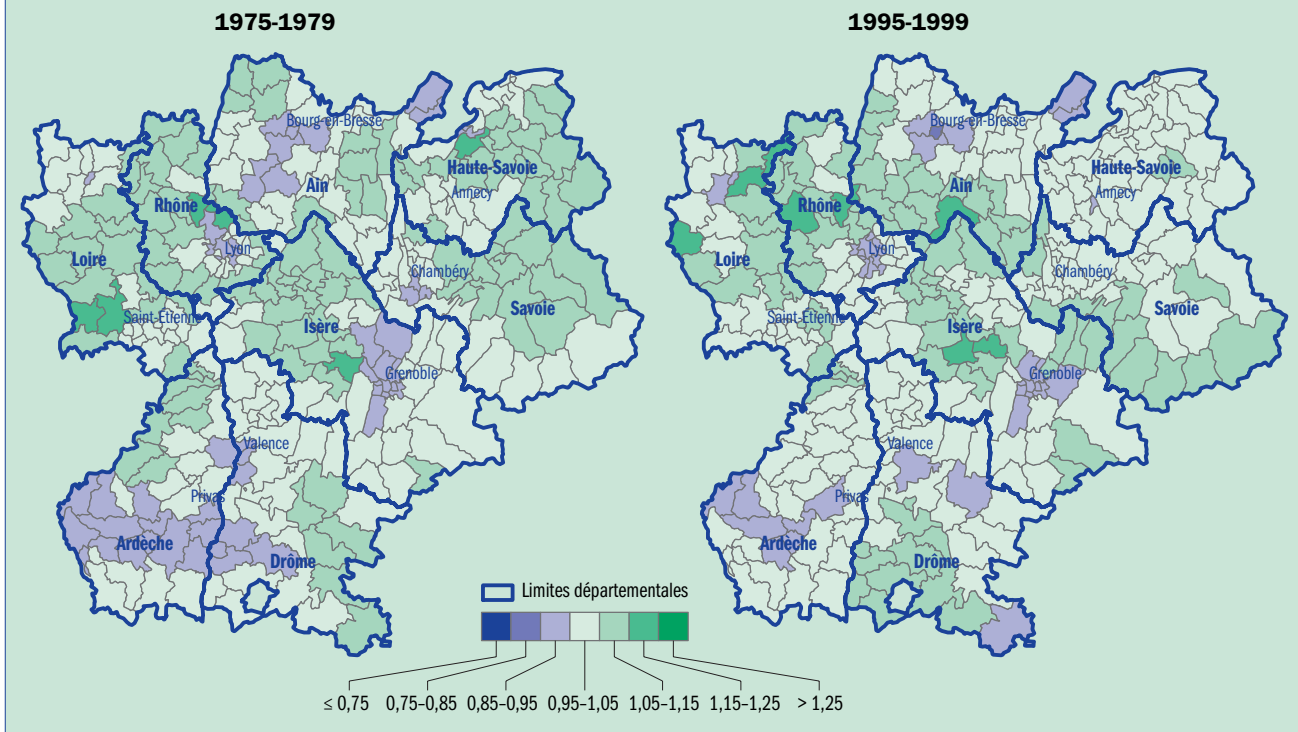 1975-1979
Bourg-en-Bresse
Haute-Savoie
Ain
Annecy
Rhône
Lyon
Loire
Chambéry
Savoie
Saint-Etienne
Isère
Grenoble
Valence
Privas
Ardèche
Drôme
1995-1999
Bourg-en-Bresse
Haute-Savoie
Ain
Annecy
Rhône
Lyon
Loire
Chambéry
Savoie
Saint-Etienne
Isère
Grenoble
Valence
Privas
Ardèche
Drôme
Limites départementales
≤ 0,75 0,75–0,85 0,85–0,95 0,95–1,05 1,05–1,15 1,15–1,25 > 1,25